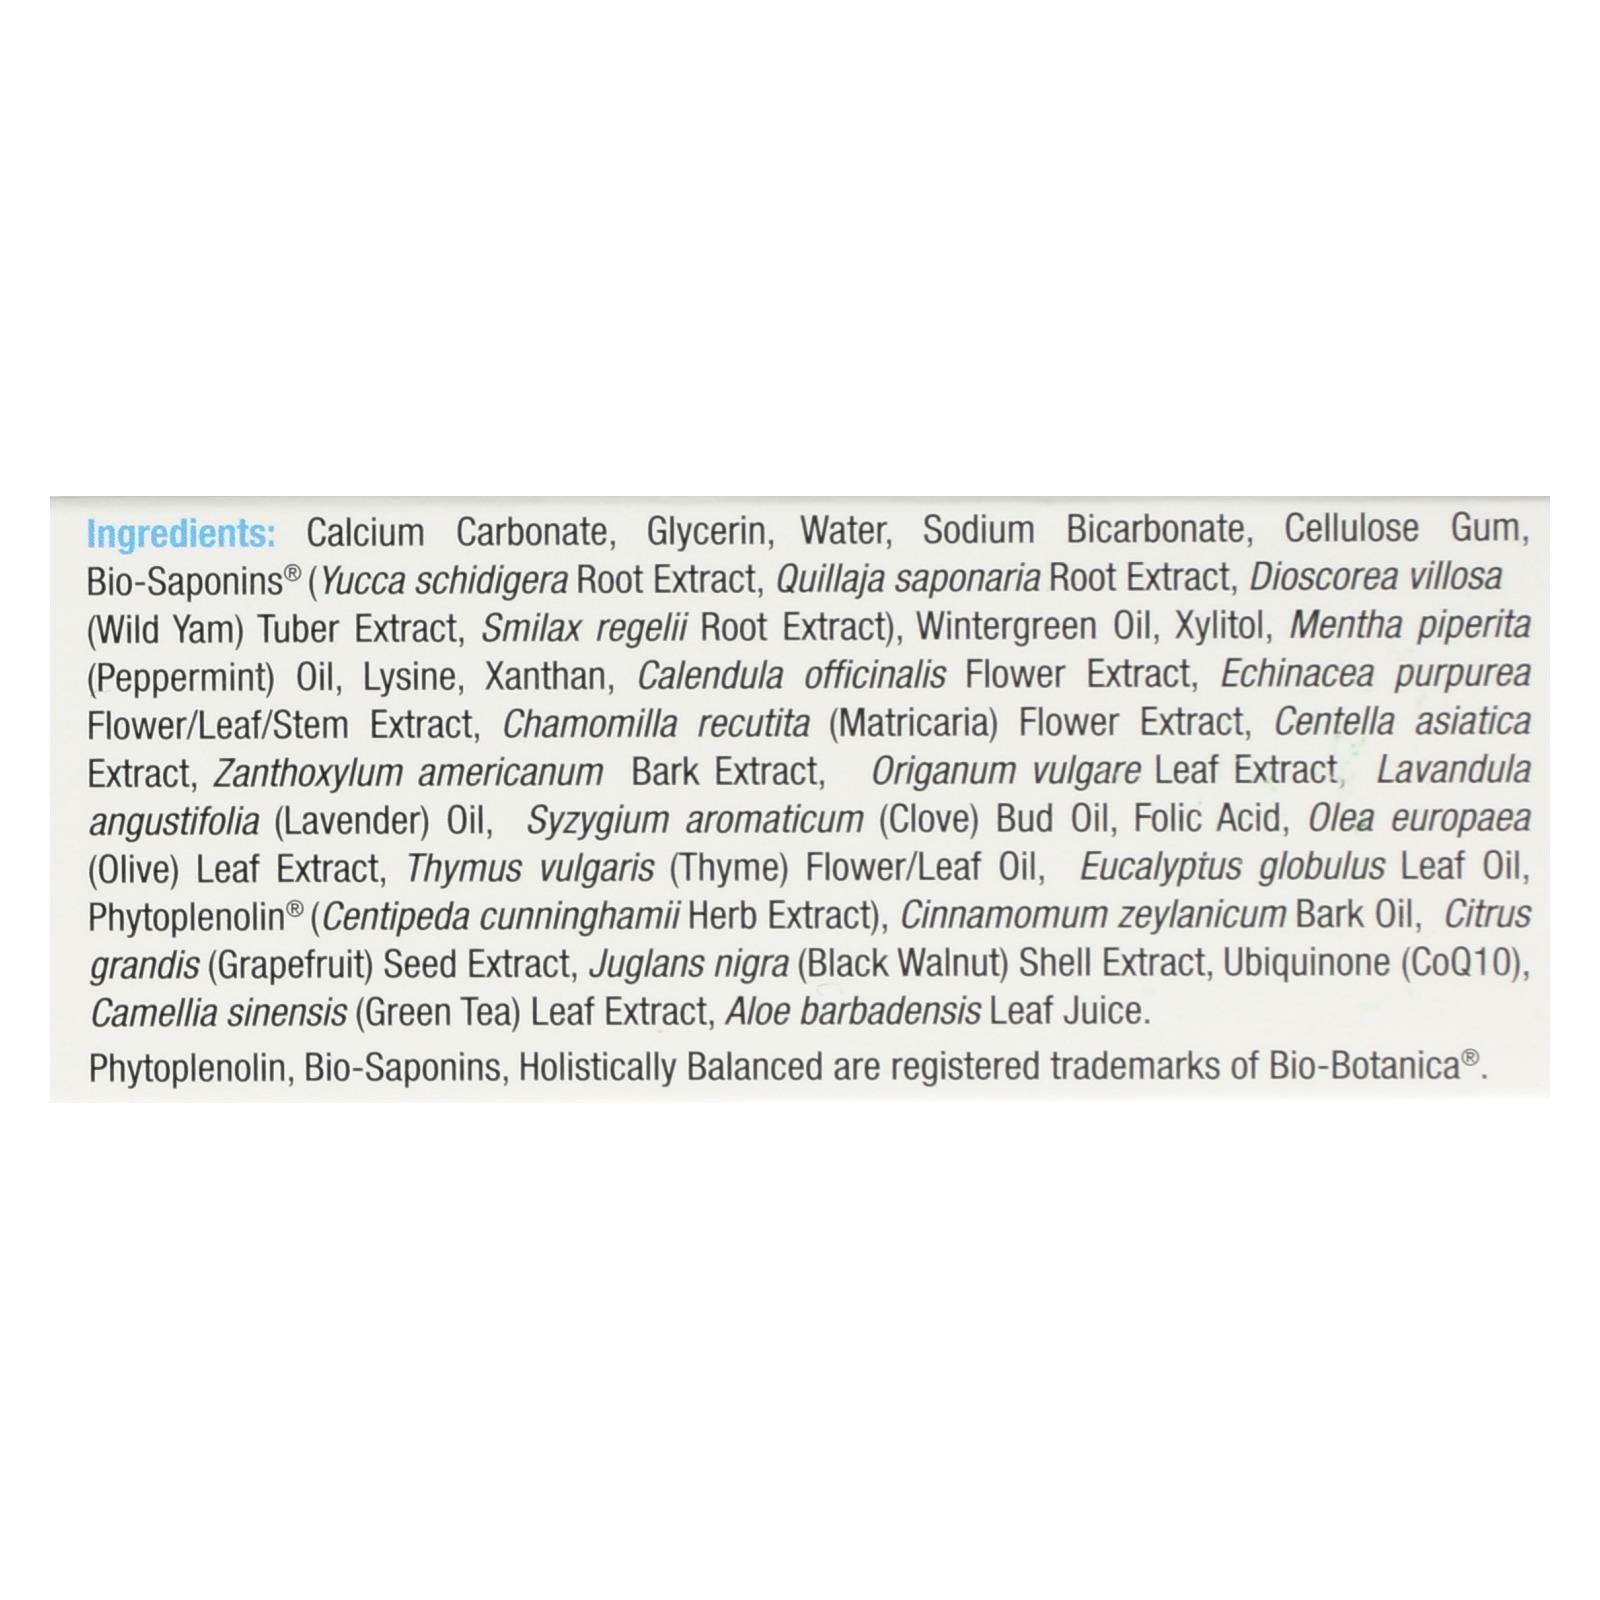 Ingredients: Calcium Carbonate, Glycerin, Water, Sodium Bicarbonate, Cellulose Gum,
Bio-Saponins® (Yucca schidigera Root Extract, Quillaja saponaria Root Extract, Dioscorea villosa
(Wild Yam) Tuber Extract, Smilax regelii Root Extract), Wintergreen Oil, Xylitol, Mentha piperita
(Peppermint) Oil, Lysine, Xanthan, Calendula officinalis Flower Extract, Echinacea purpurea
Flower/Leaf/Stem Extract, Chamomilla recutita (Matricaria) Flower Extract, Centella asiatica
Extract, Zanthoxylum americanum Bark Extract, Origanum vulgare Leaf Extract, Lavandula
angustifolia (Lavender) Oil, Syzygium aromaticum (Clove) Bud Oil, Folic Acid, Olea europaea
(Olive) Leaf Extract, Thymus vulgaris (Thyme) Flower/Leaf Oil, Eucalyptus globulus Leaf Oil,
Phytoplenolin® (Centipeda cunninghamii Herb Extract), Cinnamomum zeylanicum Bark Oil, Citrus
grandis (Grapefruit) Seed Extract, Juglans nigra (Black Walnut) Shell Extract, Ubiquinone (CoQ10),
Camellia sinensis (Green Tea) Leaf Extract, Aloe barbadensis Leaf Juice.
Phytoplenolin, Bio-Saponins, Holistically Balanced are registered trademarks of Bio-Botanica®.